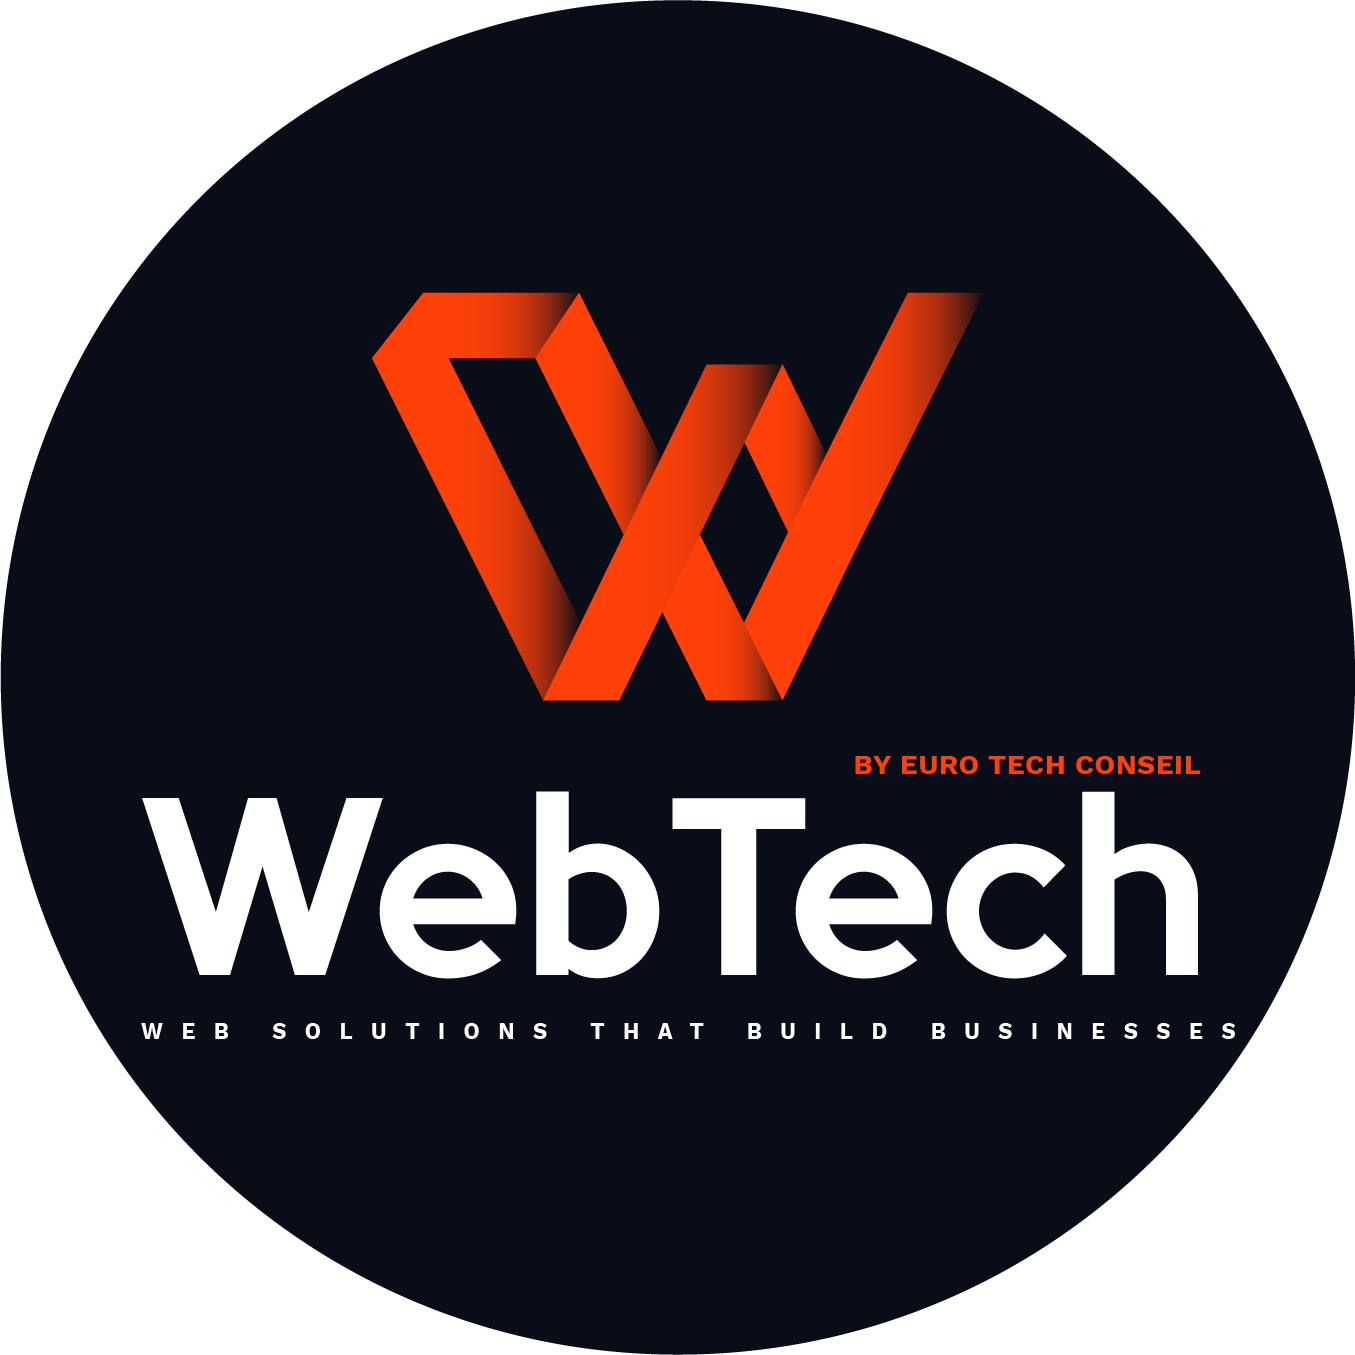 BY EURO TECH CONSEIL
WebTech
WEB SOLUTIONS THAT BUILD BUSINESSES